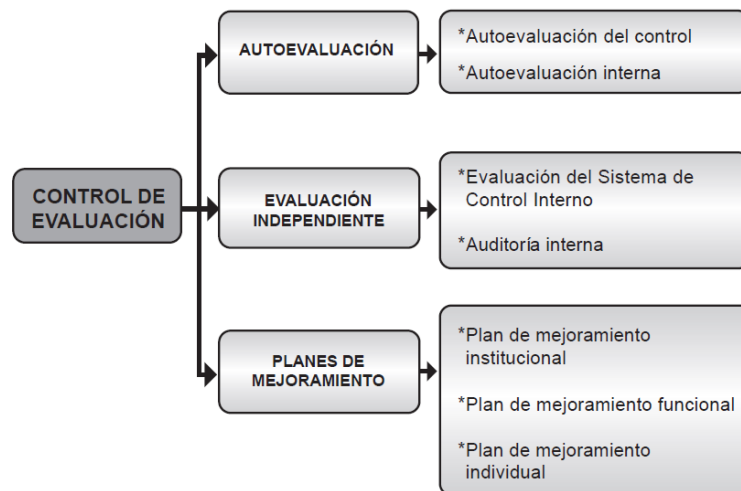 CONTROL DE
EVALUACIÓN
AUTOEVALUACIÓN
*Autoevaluación del control
*Autoevaluación interna
EVALUACIÓN
INDEPENDIENTE
*Evaluación del Sistema de
Control Interno
*Auditoría interna
PLANES DE
MEJORAMIENTO
*Plan de mejoramiento
institucional
*Plan de mejoramiento funcional
*Plan de mejoramiento
individual